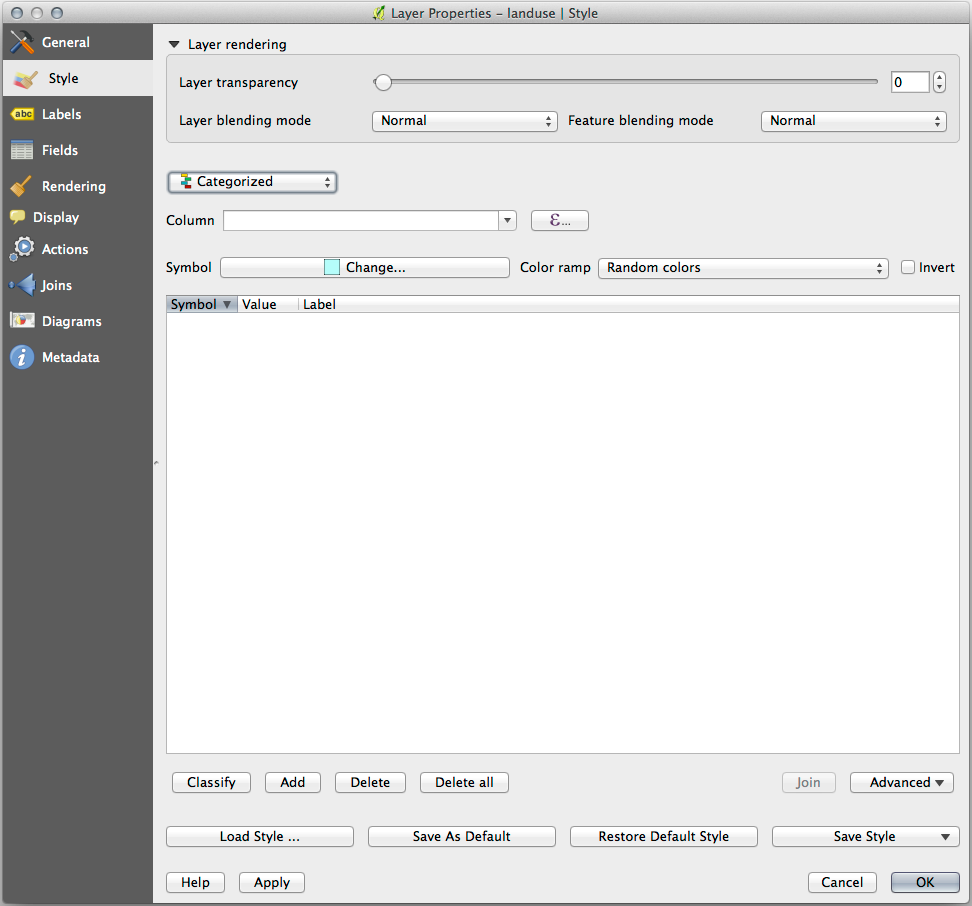 Layer Properties – landuse | Style
General
Style
abc Labels
Fields
Rendering
Display
Actions
Joins
Diagrams
i Metadata
Layer rendering
Layer transparency 0
Layer blending mode Normal Feature blending mode Normal
Categorized
Column ε...
Symbol Change... Color ramp Random colors Invert
Symbol Value Label
Classify Add Delete Delete all Join Advanced
Load Style ... Save As Default Restore Default Style Save Style
Help Apply Cancel OK